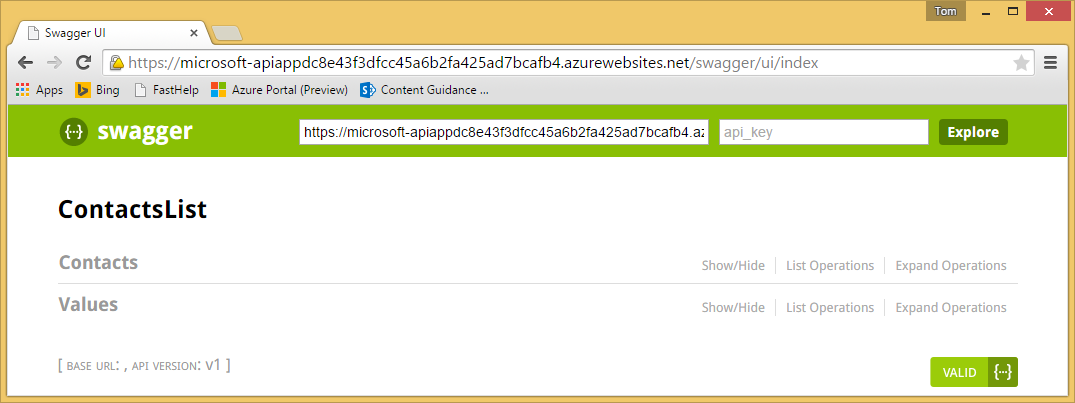 Tom
Swagger UI
https://microsoft-apiappdc8e43f3dfcc45a6b2fa425ad7bcafb4.azurewebsites.net/swagger/ui/index
Apps Bing FastHelp Azure Portal (Preview) Content Guidance ...
{··} swagger https://microsoft-apiappdc8e43f3dfcc45a6b2fa425ad7bcafb4.az api_key Explore
ContactsList
Contacts Show/Hide List Operations Expand Operations
Values Show/Hide List Operations Expand Operations
[ BASE URL: , API VERSION: v1 ] VALID {··}